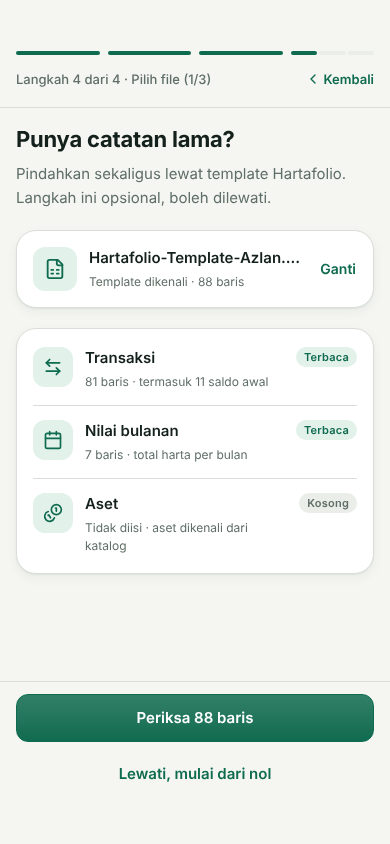 Langkah 4 dari 4 · Pilih file (1/3)
Kembali
Punya catatan lama?
Pindahkan sekaligus lewat template Hartafolio.
Langkah ini opsional, boleh dilewati.
Hartafolio-Template-Azlan....
Template dikenali · 88 baris
Ganti
Transaksi
Terbaca
81 baris · termasuk 11 saldo awal
Nilai bulanan
Terbaca
7 baris · total harta per bulan
Aset
Kosong
Tidak diisi · aset dikenali dari
katalog
Periksa 88 baris
Lewati, mulai dari nol